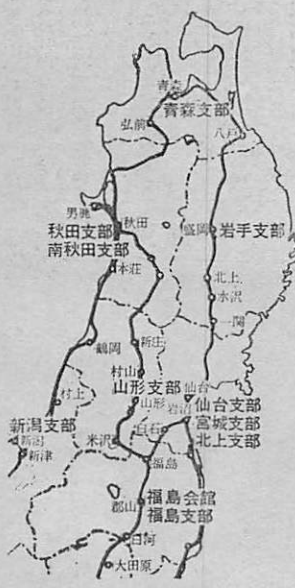 青森
青森支部
弘前
八戸
男鹿
秋田
秋田支部
南秋田支部
盛岡
岩手支部
本荘
北上
水沢
一関
鶴岡
新庄
村山
山形支部
山形
仙台
岩沼
仙台支部
宮城支部
北上支部
村上
新潟支部
新潟
新津
米沢
白石
福島
福島会館
福島支部
郡山
白河
大田原